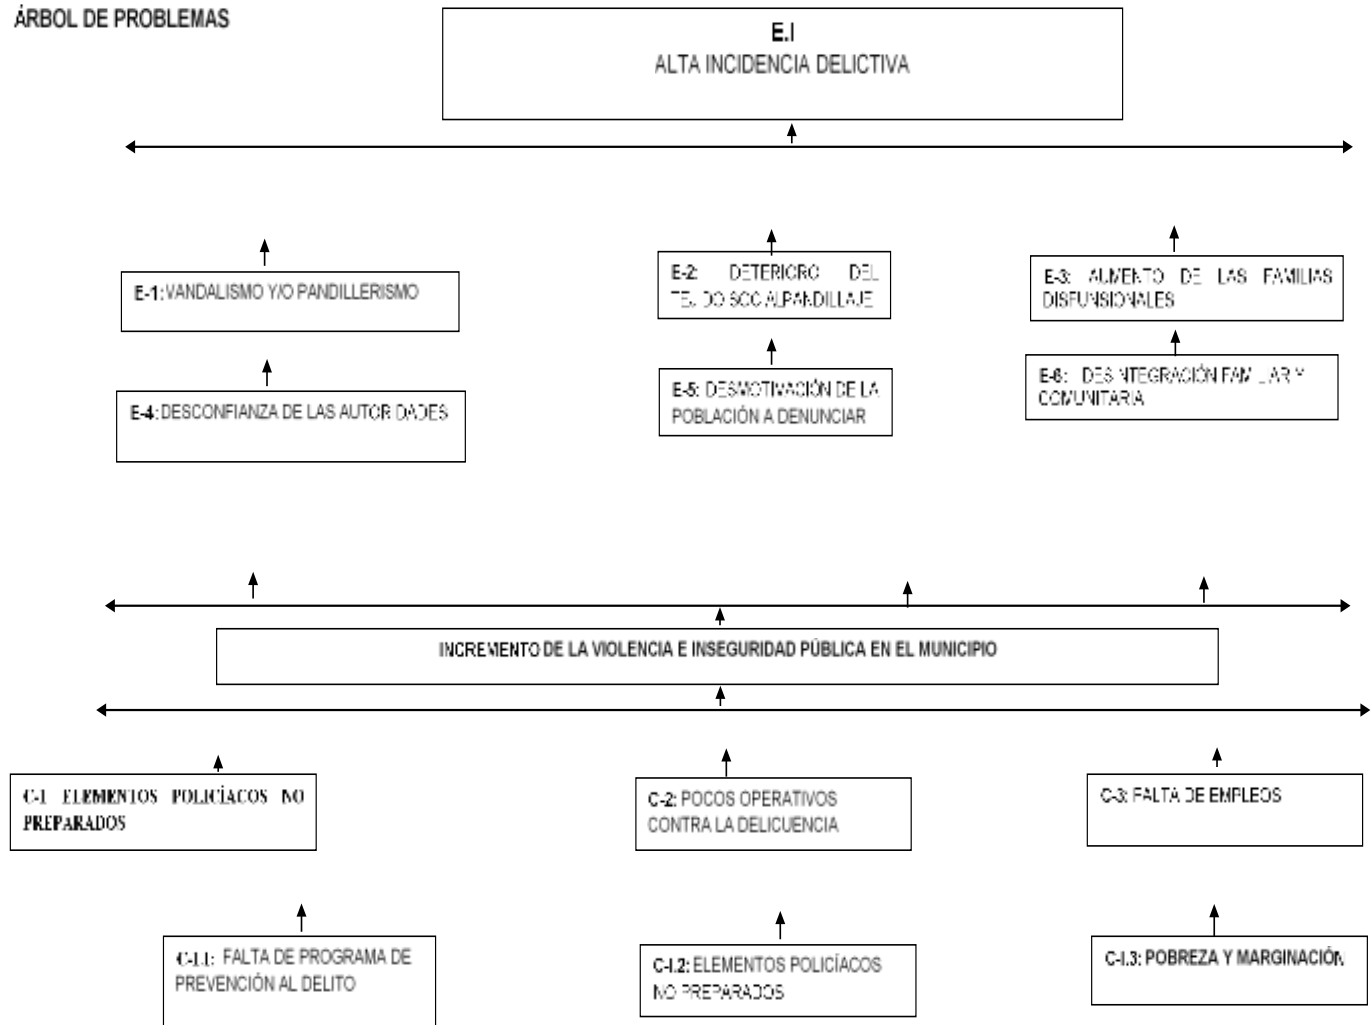 ÁRBOL DE PROBLEMAS
E.I
ALTA INCIDENCIA DELICTIVA
E-1: VANDALISMO Y/O PANDILLERISMO
E-2: DETERIORO DEL
TEJIDO SOCIALPANDILLAJE
E-3: AUMENTO DE LAS FAMILIAS
DISFUNSIONALES
E-4: DESCONFIANZA DE LAS AUTORIDADES
E-5: DESMOTIVACIÓN DE LA
POBLACIÓN A DENUNCIAR
E-6: DESINTEGRACIÓN FAMILIAR Y
COMUNITARIA
INCREMENTO DE LA VIOLENCIA E INSEGURIDAD PÚBLICA EN EL MUNICIPIO
C-1 ELEMENTOS POLICÍACOS NO
PREPARADOS
C-2: POCOS OPERATIVOS
CONTRA LA DELICUENCIA
C-3: FALTA DE EMPLEOS
C-I.1: FALTA DE PROGRAMA DE
PREVENCIÓN AL DELITO
C-I.2: ELEMENTOS POLICÍACOS
NO PREPARADOS
C-I.3: POBREZA Y MARGINACIÓN